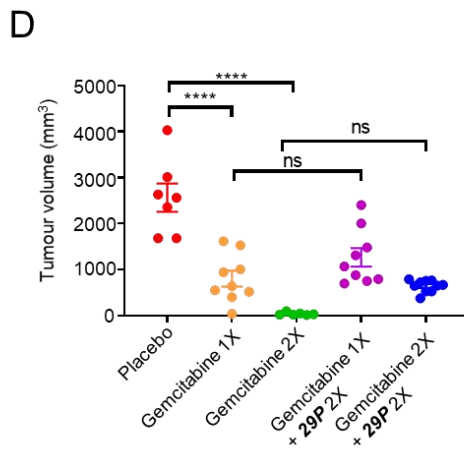 D
Tumour volume (mm³)
5000
4000
3000
2000
1000
0
****
****
ns
ns
Placebo
Gemcitabine 1X
Gemcitabine 2X
Gemcitabine 1X
+ 29P 2X
Gemcitabine 2X
+ 29P 2X